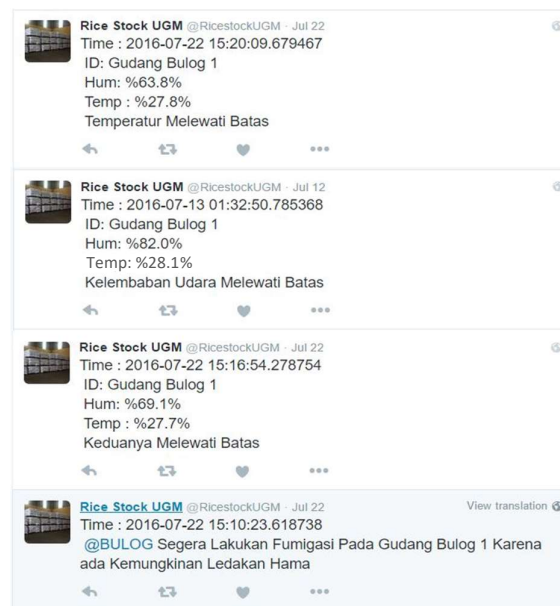 Rice Stock UGM @RicestockUGM · Jul 22
Time : 2016-07-22 15:20:09.679467
ID: Gudang Bulog 1
Hum: %63.8%
Temp : %27.8%
Temperatur Melewati Batas
Rice Stock UGM @RicestockUGM · Jul 12
Time : 2016-07-13 01:32:50.785368
ID: Gudang Bulog 1
Hum: %82.0%
Temp: %28.1%
Kelembaban Udara Melewati Batas
Rice Stock UGM @RicestockUGM · Jul 22
Time : 2016-07-22 15:16:54.278754
ID: Gudang Bulog 1
Hum: %69.1%
Temp : %27.7%
Keduanya Melewati Batas
Rice Stock UGM @RicestockUGM · Jul 22 View translation
Time : 2016-07-22 15:10:23.618738
@BULOG Segera Lakukan Fumigasi Pada Gudang Bulog 1 Karena
ada Kemungkinan Ledakan Hama